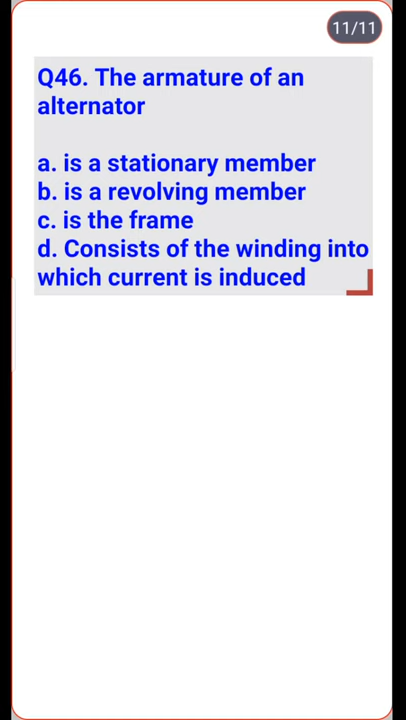 11/11
Q46. The armature of an
alternator
a. is a stationary member
b. is a revolving member
c. is the frame
d. Consists of the winding into
which current is induced